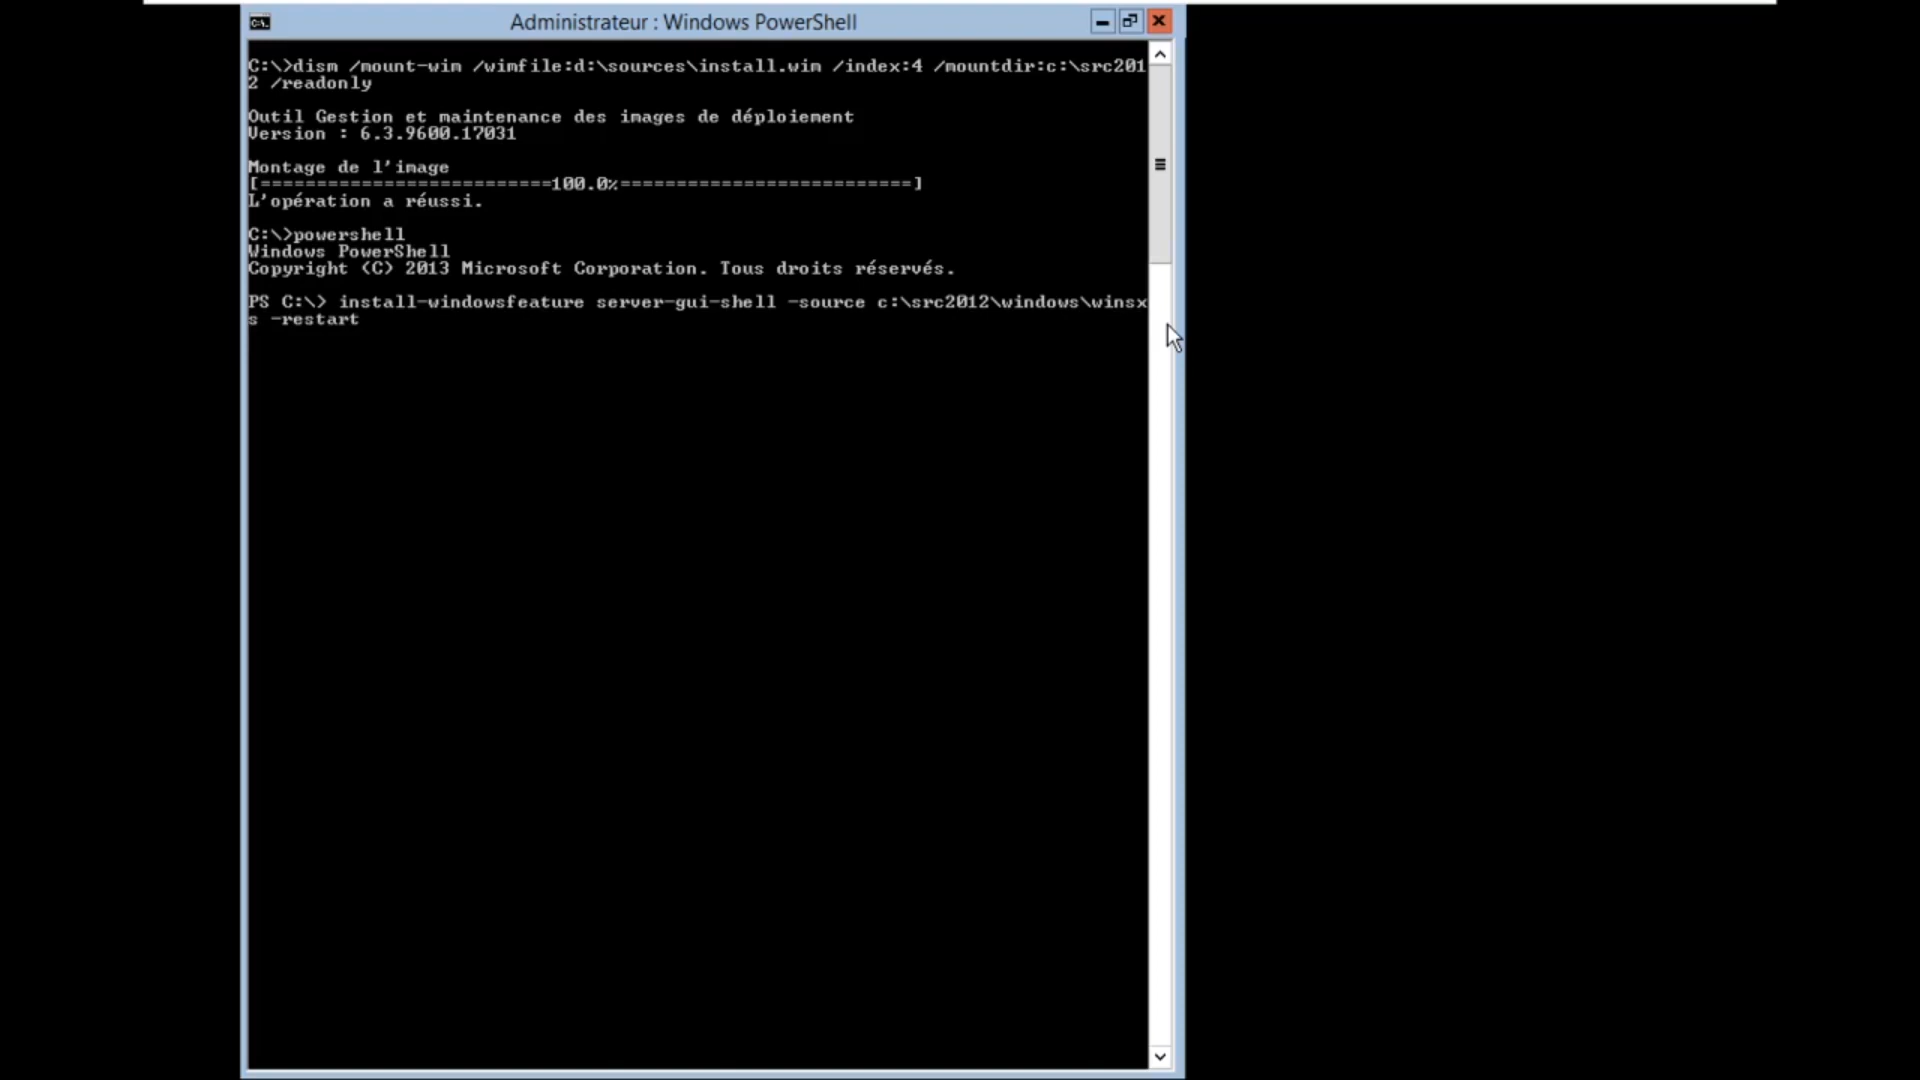 Administrateur : Windows PowerShell
C:\>dism /mount-wim /wimfile:d:\sources\install.wim /index:4 /mountdir:c:\src201
2 /readonly
Outil Gestion et maintenance des images de déploiement
Version : 6.3.9600.17031
Montage de l'image
[==========================100.0%==========================]
L'opération a réussi.
C:\>powershell
Windows PowerShell
Copyright (C) 2013 Microsoft Corporation. Tous droits réservés.
PS C:\> install-windowsfeature server-gui-shell -source c:\src2012\windows\winsx
s -restart